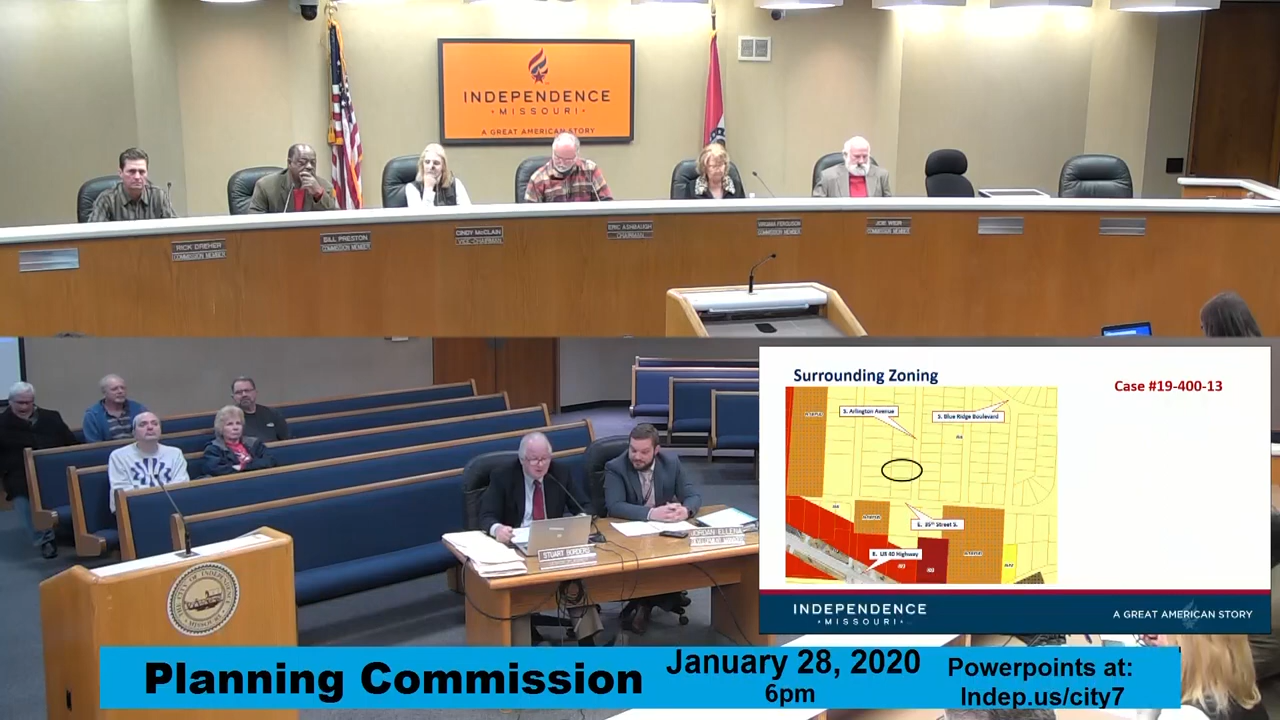 INDEPENDENCE
MISSOURI
A GREAT AMERICAN STORY
RICK DREHER
COMMISSION MEMBER
BILL PRESTON
COMMISSION MEMBER
CINDY McCLAIN
VICE-CHAIRMAN
ERIC ASHBAUGH
CHAIRMAN
VIRGINIA FERGUSON
COMMISSION MEMBER
JOE WEIR
COMMISSION MEMBER
Surrounding Zoning
Case #19-400-13
S. Arlington Avenue
S. Blue Ridge Boulevard
E. 35th Street S.
E. US 40 Highway
STUART BORDERS
INDEPENDENCE
MISSOURI
A GREAT AMERICAN STORY
Planning Commission
January 28, 2020
6pm
Powerpoints at:
Indep.us/city7